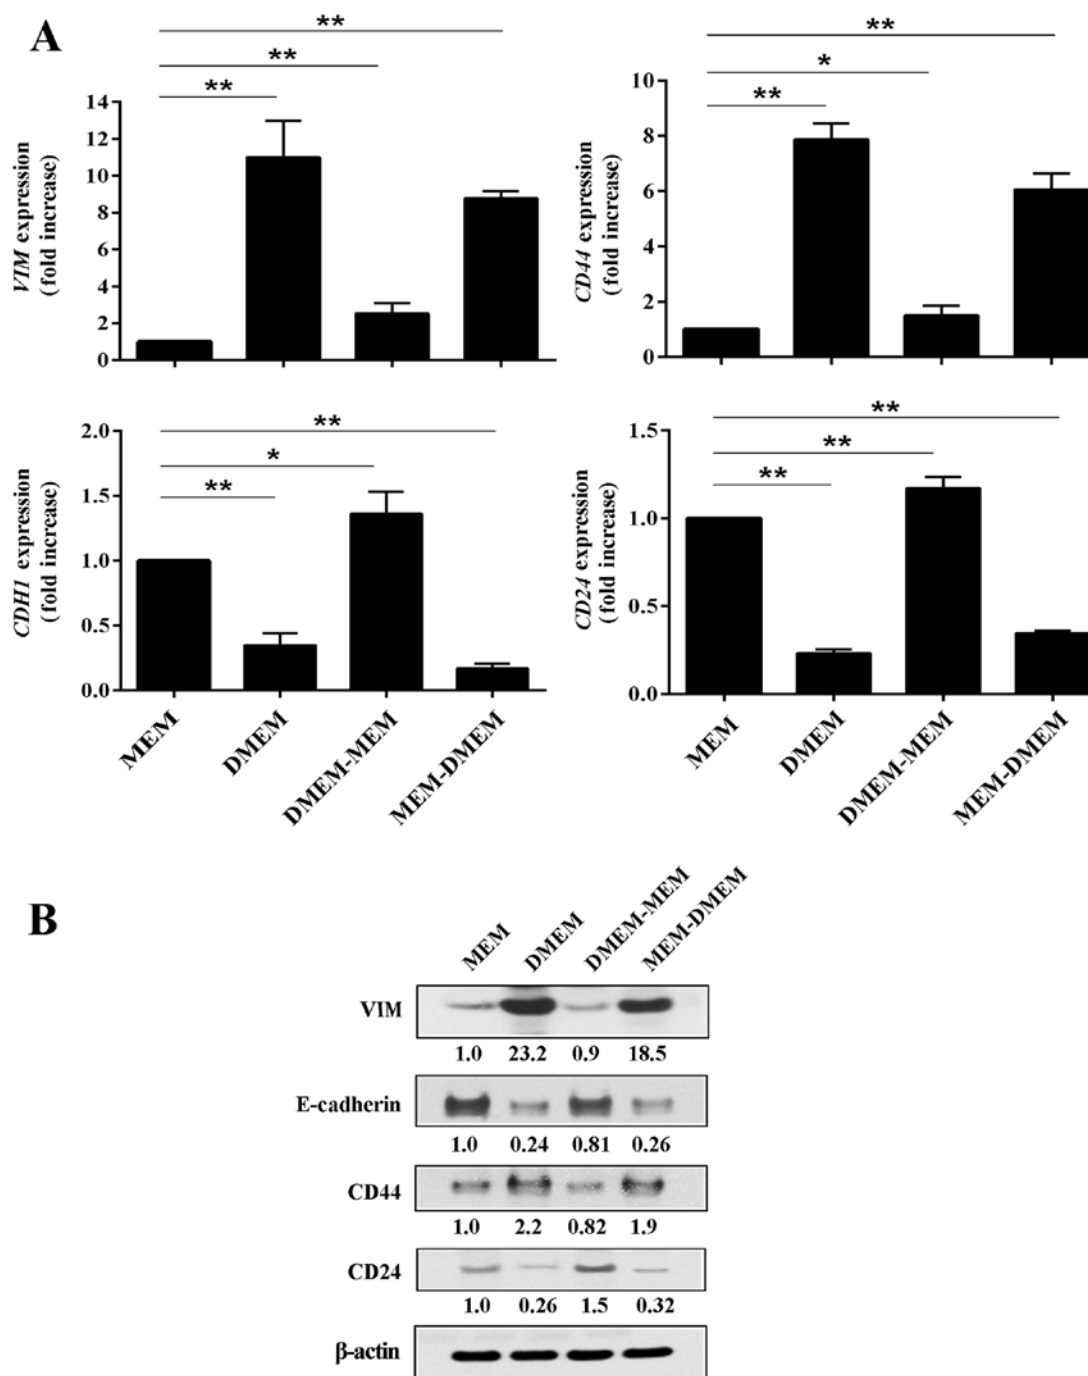 A
**
**
**
VIM expression
(fold increase)
14
12
10
8
6
4
2
0
**
*
**
CD44 expression
(fold increase)
10
8
6
4
2
0
**
*
**
CDH1 expression
(fold increase)
2.0
1.5
1.0
0.5
0.0
MEM
DMEM
DMEM-MEM
MEM-DMEM
**
**
**
CD24 expression
(fold increase)
1.5
1.0
0.5
0.0
MEM
DMEM
DMEM-MEM
MEM-DMEM
B
MEM
DMEM
DMEM-MEM
MEM-DMEM
VIM
1.0 23.2 0.9 18.5
E-cadherin
1.0 0.24 0.81 0.26
CD44
1.0 2.2 0.82 1.9
CD24
1.0 0.26 1.5 0.32
β-actin